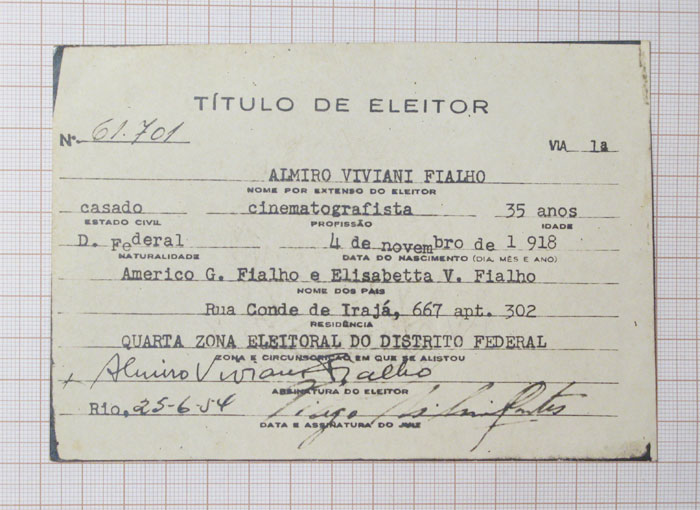 TÍTULO DE ELEITOR
Nº 61.701 VIA 1a
ALMIRO VIVIANI FIALHO
NOME POR EXTENSO DO ELEITOR
casado cinematografista 35 anos
ESTADO CIVIL PROFISSÃO IDADE
D. Federal 4 de novembro de 1 918
NATURALIDADE DATA DO NASCIMENTO (DIA, MÊS E ANO)
Americo G. Fialho e Elisabetta V. Fialho
NOME DOS PAIS
Rua Conde de Irajá, 667 apt. 302
RESIDÊNCIA
QUARTA ZONA ELEITORAL DO DISTRITO FEDERAL
ZONA E CIRCUNSCRIÇÃO EM QUE SE ALISTOU
Almiro Viviani Fialho
ASSINATURA DO ELEITOR
Rio, 25-6-54
DATA E ASSINATURA DO JUIZ